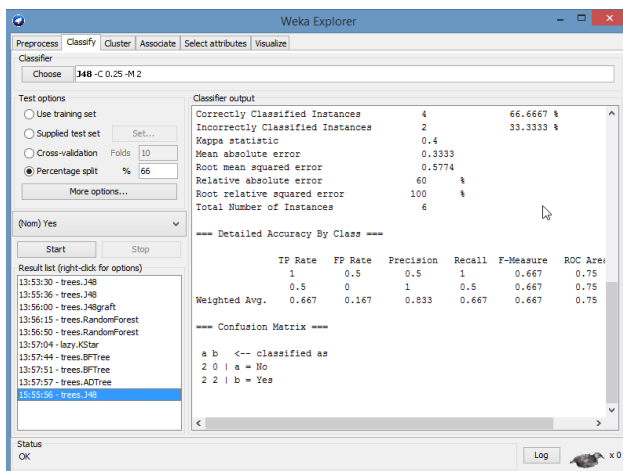 Weka Explorer
Preprocess Classify Cluster Associate Select attributes Visualize
Classifier
Choose J48 -C 0.25 -M 2
Test options
Use training set
Supplied test set Set...
Cross-validation Folds 10
Percentage split % 66
More options...
(Nom) Yes
Start Stop
Result list (right-click for options)
13:53:30 - trees.J48
13:55:36 - trees.J48
13:56:00 - trees.J48graft
13:56:15 - trees.RandomForest
13:56:50 - trees.RandomForest
13:57:04 - lazy.KStar
13:57:44 - trees.BFTree
13:57:51 - trees.BFTree
13:57:57 - trees.ADTree
15:55:56 - trees.J48
Classifier output
Correctly Classified Instances 4 66.6667 %
Incorrectly Classified Instances 2 33.3333 %
Kappa statistic 0.4
Mean absolute error 0.3333
Root mean squared error 0.5774
Relative absolute error 60 %
Root relative squared error 100 %
Total Number of Instances 6
=== Detailed Accuracy By Class ===
TP Rate FP Rate Precision Recall F-Measure ROC Area
1 0.5 0.5 1 0.667 0.75
0.5 0 1 0.5 0.667 0.75
Weighted Avg. 0.667 0.167 0.833 0.667 0.667 0.75
=== Confusion Matrix ===
a b <-- classified as
2 0 | a = No
2 2 | b = Yes
Status
OK
Log x 0